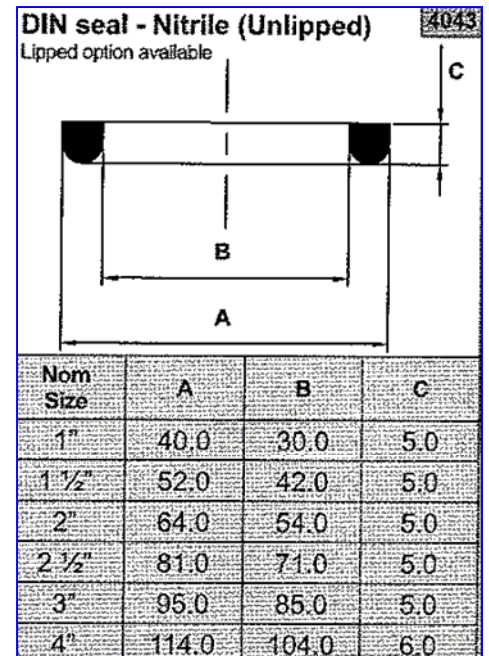 DIN seal - Nitrile (Unlipped) 4043
Lipped option available
C
B
A
Nom Size A B C
1" 40.0 30.0 5.0
1 ½" 52.0 42.0 5.0
2" 64.0 54.0 5.0
2 ½" 81.0 71.0 5.0
3" 95.0 85.0 5.0
4" 114.0 104.0 6.0